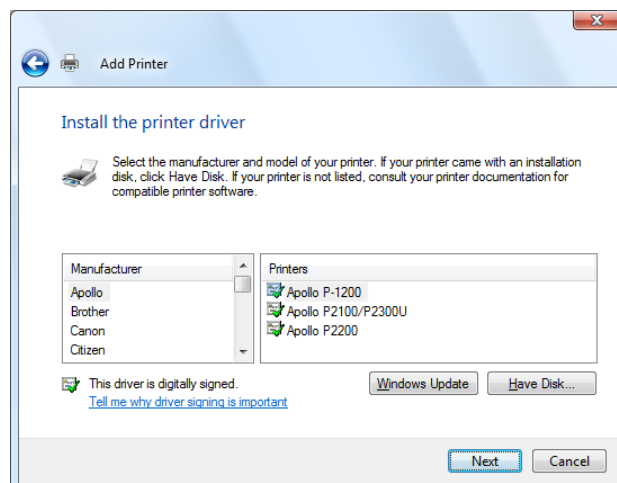 Add Printer
Install the printer driver
Select the manufacturer and model of your printer. If your printer came with an installation
disk, click Have Disk. If your printer is not listed, consult your printer documentation for
compatible printer software.
Manufacturer
Apollo
Brother
Canon
Citizen
Printers
Apollo P-1200
Apollo P2100/P2300U
Apollo P2200
This driver is digitally signed.
Tell me why driver signing is important
Windows Update
Have Disk...
Next
Cancel